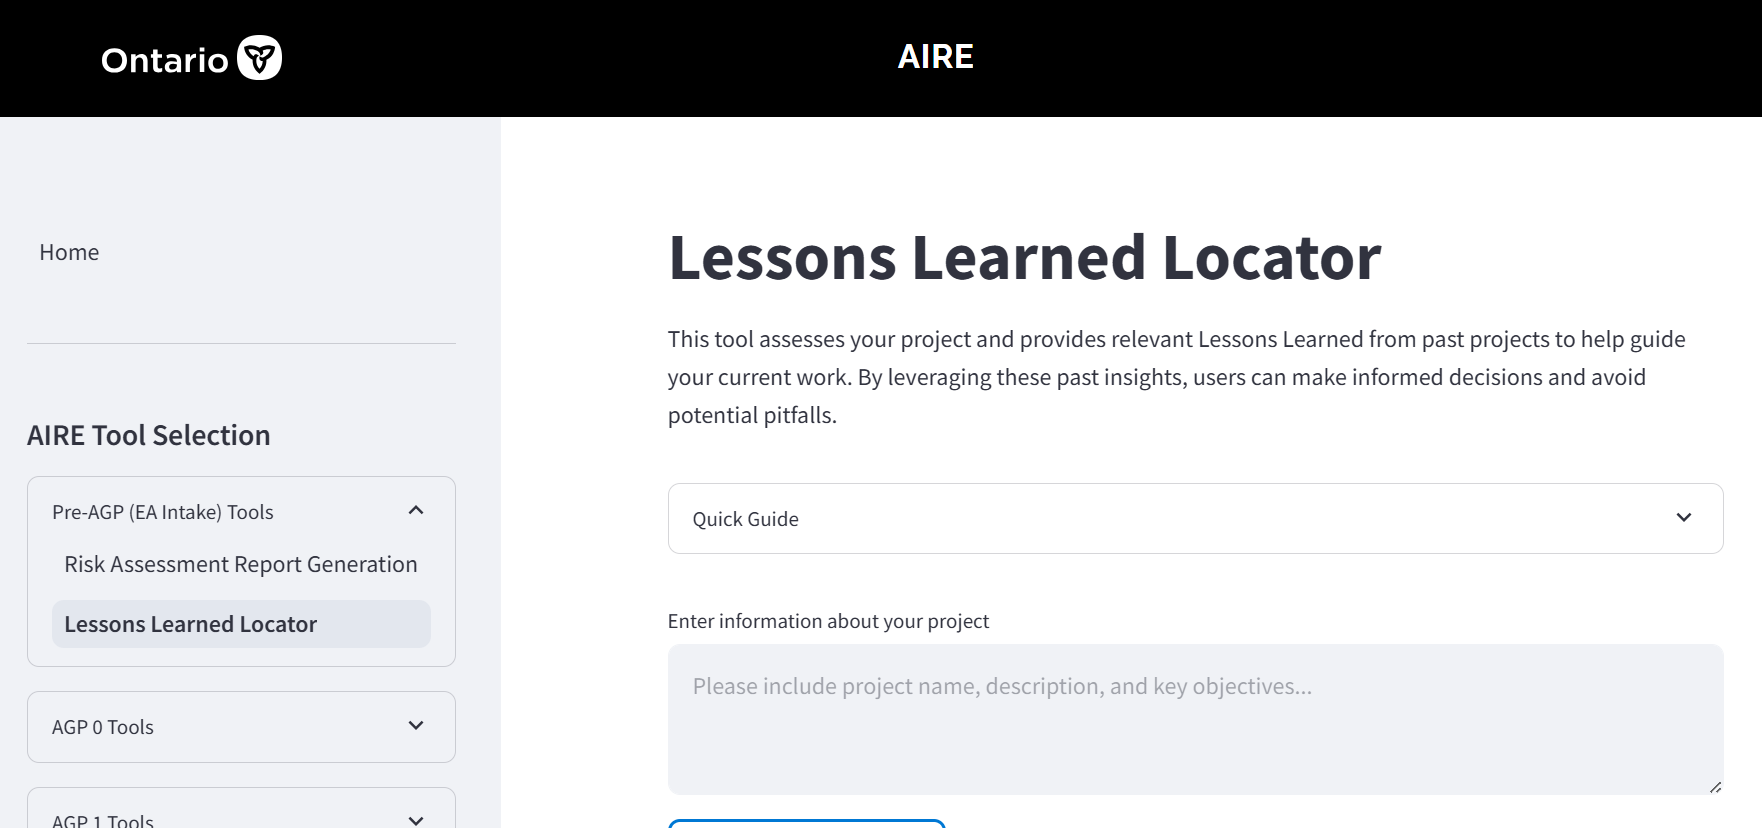 Ontario
AIRE
Home
AIRE Tool Selection
Pre-AGP (EA Intake) Tools
Risk Assessment Report Generation
Lessons Learned Locator
AGP 0 Tools
AGP 1 Tools
Lessons Learned Locator
This tool assesses your project and provides relevant Lessons Learned from past projects to help guide
your current work. By leveraging these past insights, users can make informed decisions and avoid
potential pitfalls.
Quick Guide
Enter information about your project
Please include project name, description, and key objectives...